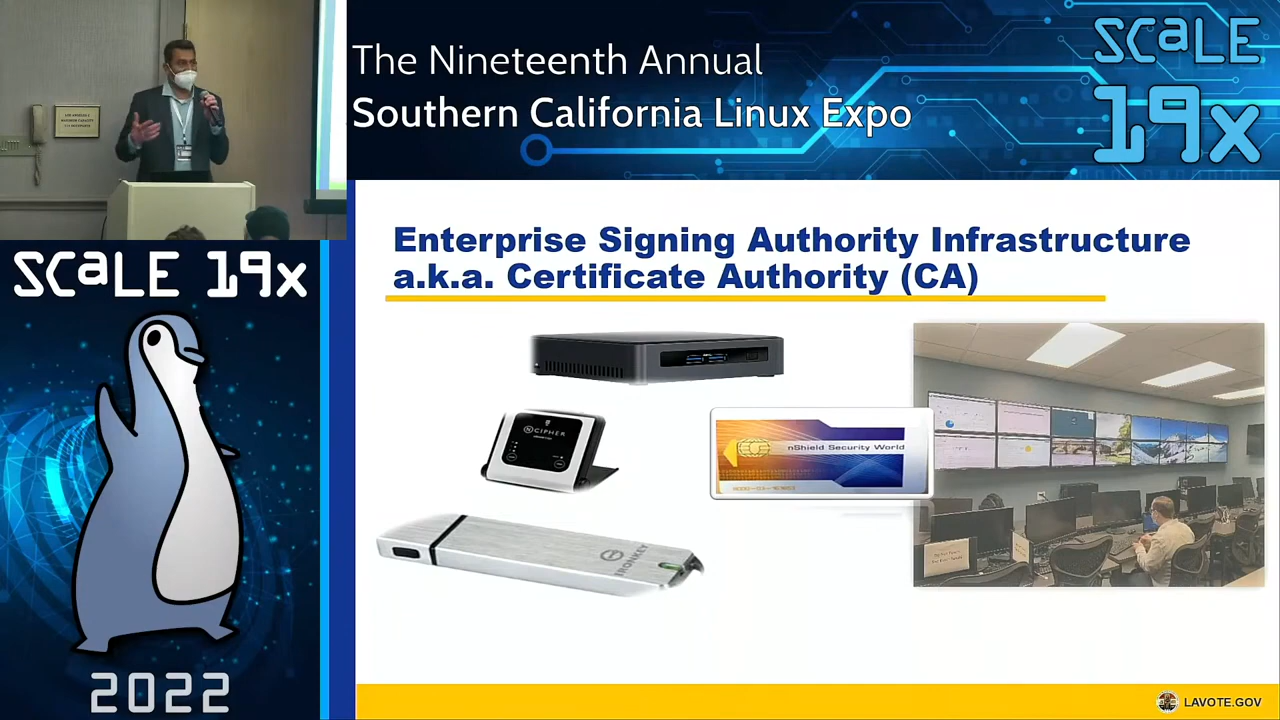 The Nineteenth Annual
Southern California Linux Expo
SCaLE
19x
SCaLE 19x
2022
Enterprise Signing Authority Infrastructure
a.k.a. Certificate Authority (CA)
NCIPHER
nShield Security World
IRONKEY
LAVOTE.GOV